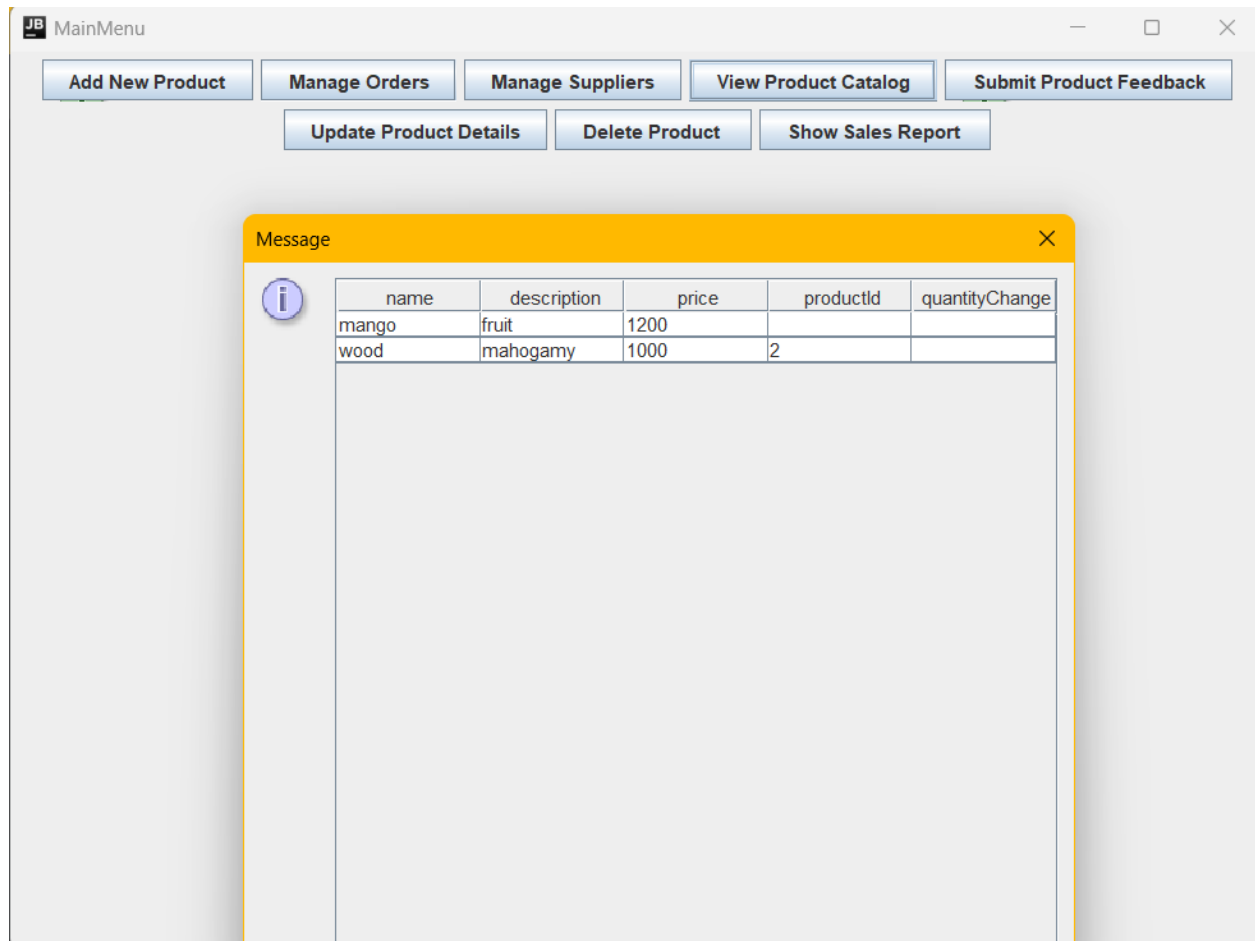 JB MainMenu
Add New Product Manage Orders Manage Suppliers View Product Catalog Submit Product Feedback
Update Product Details Delete Product Show Sales Report
Message
i name description price productId quantityChange
mango fruit 1200
wood mahogamy 1000 2